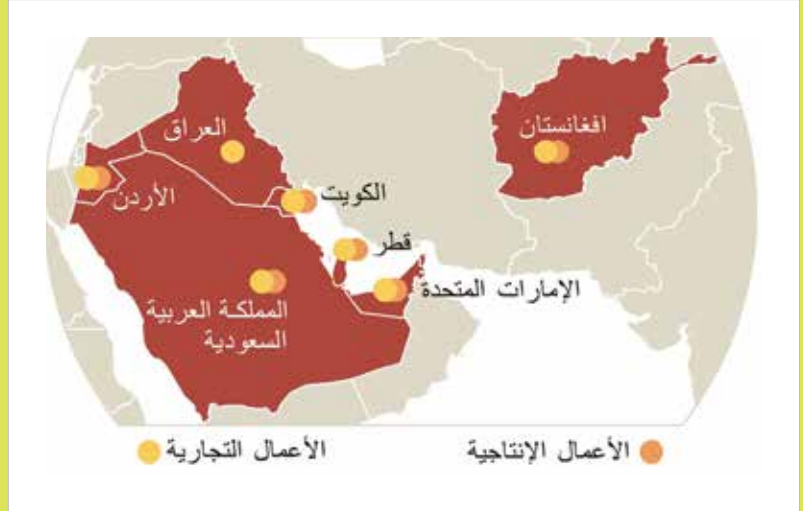 العراق
افغانستان
الأردن
الكويت
قطر
الإمارات المتحدة
المملكة العربية
السعودية
الأعمال الإنتاجية
الأعمال التجارية